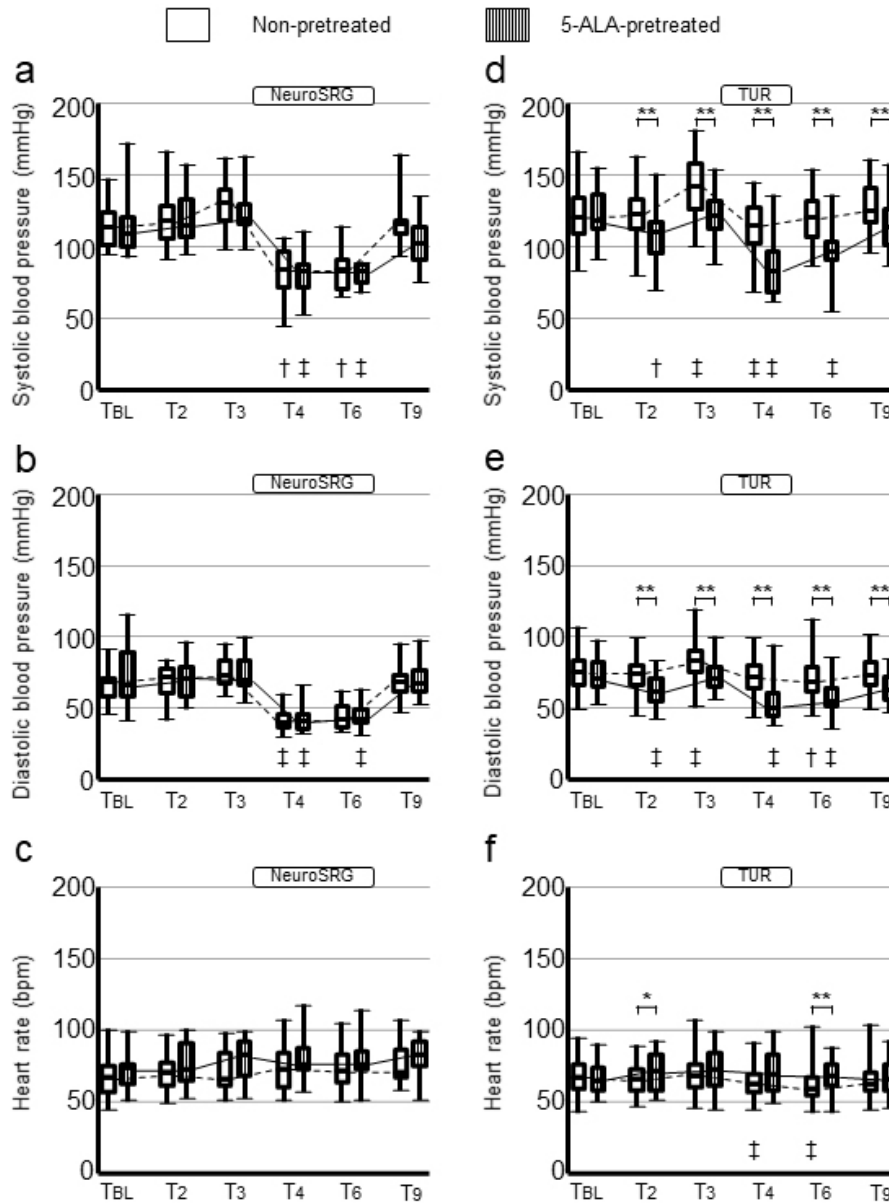 Non-pretreated 5-ALA-pretreated
a
NeuroSRG
Systolic blood pressure (mmHg)
200
150
100
50
0
† ‡ † ‡
TBL T2 T3 T4 T6 T9
d
TUR
Systolic blood pressure (mmHg)
200
150
100
50
0
** ** ** ** **
† ‡ ‡ ‡ ‡
TBL T2 T3 T4 T6 T9
b
NeuroSRG
Diastolic blood pressure (mmHg)
200
150
100
50
0
‡ ‡ ‡
TBL T2 T3 T4 T6 T9
e
TUR
Diastolic blood pressure (mmHg)
200
150
100
50
0
** ** ** ** **
‡ ‡ ‡ † ‡
TBL T2 T3 T4 T6 T9
c
NeuroSRG
Heart rate (bpm)
200
150
100
50
0
TBL T2 T3 T4 T6 T9
f
TUR
Heart rate (bpm)
200
150
100
50
0
* **
‡ ‡
TBL T2 T3 T4 T6 T9